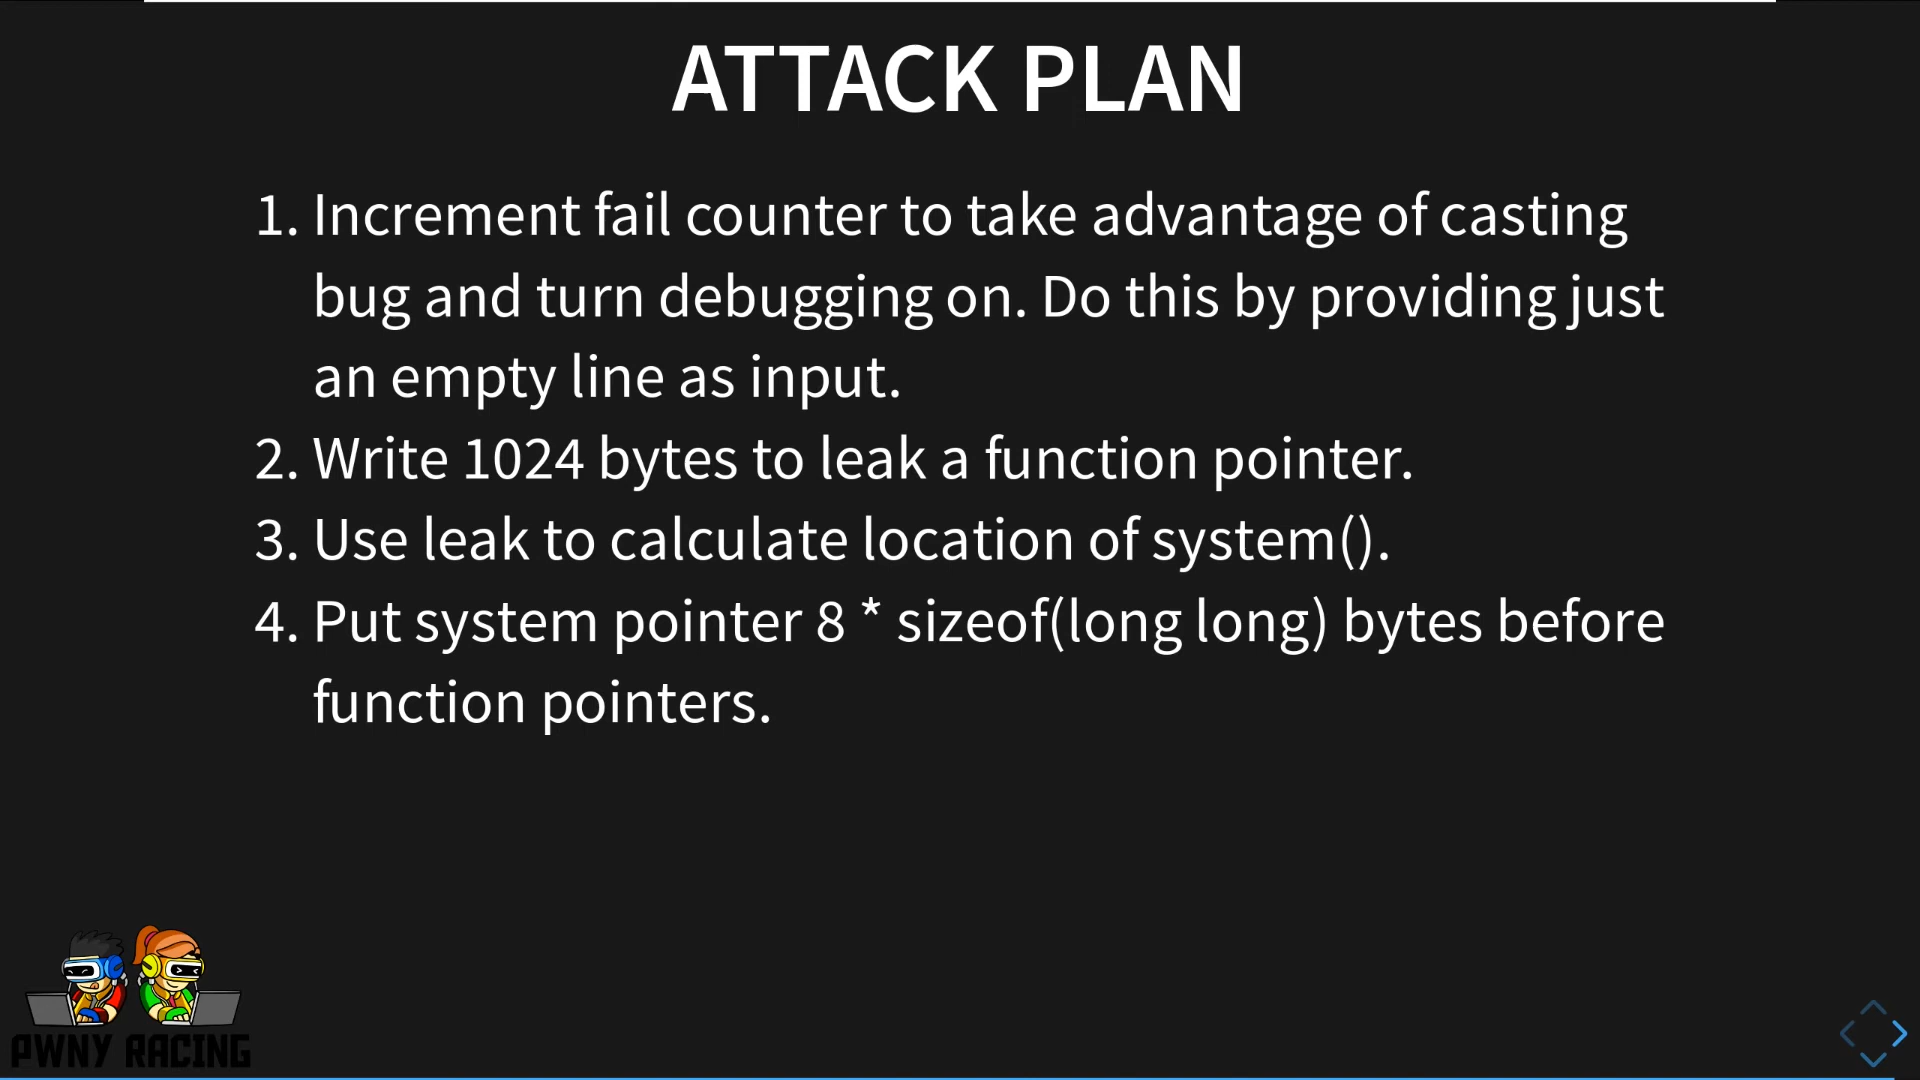 ATTACK PLAN
1. Increment fail counter to take advantage of casting
bug and turn debugging on. Do this by providing just
an empty line as input.
2. Write 1024 bytes to leak a function pointer.
3. Use leak to calculate location of system().
4. Put system pointer 8 * sizeof(long long) bytes before
function pointers.
PWNY RACING